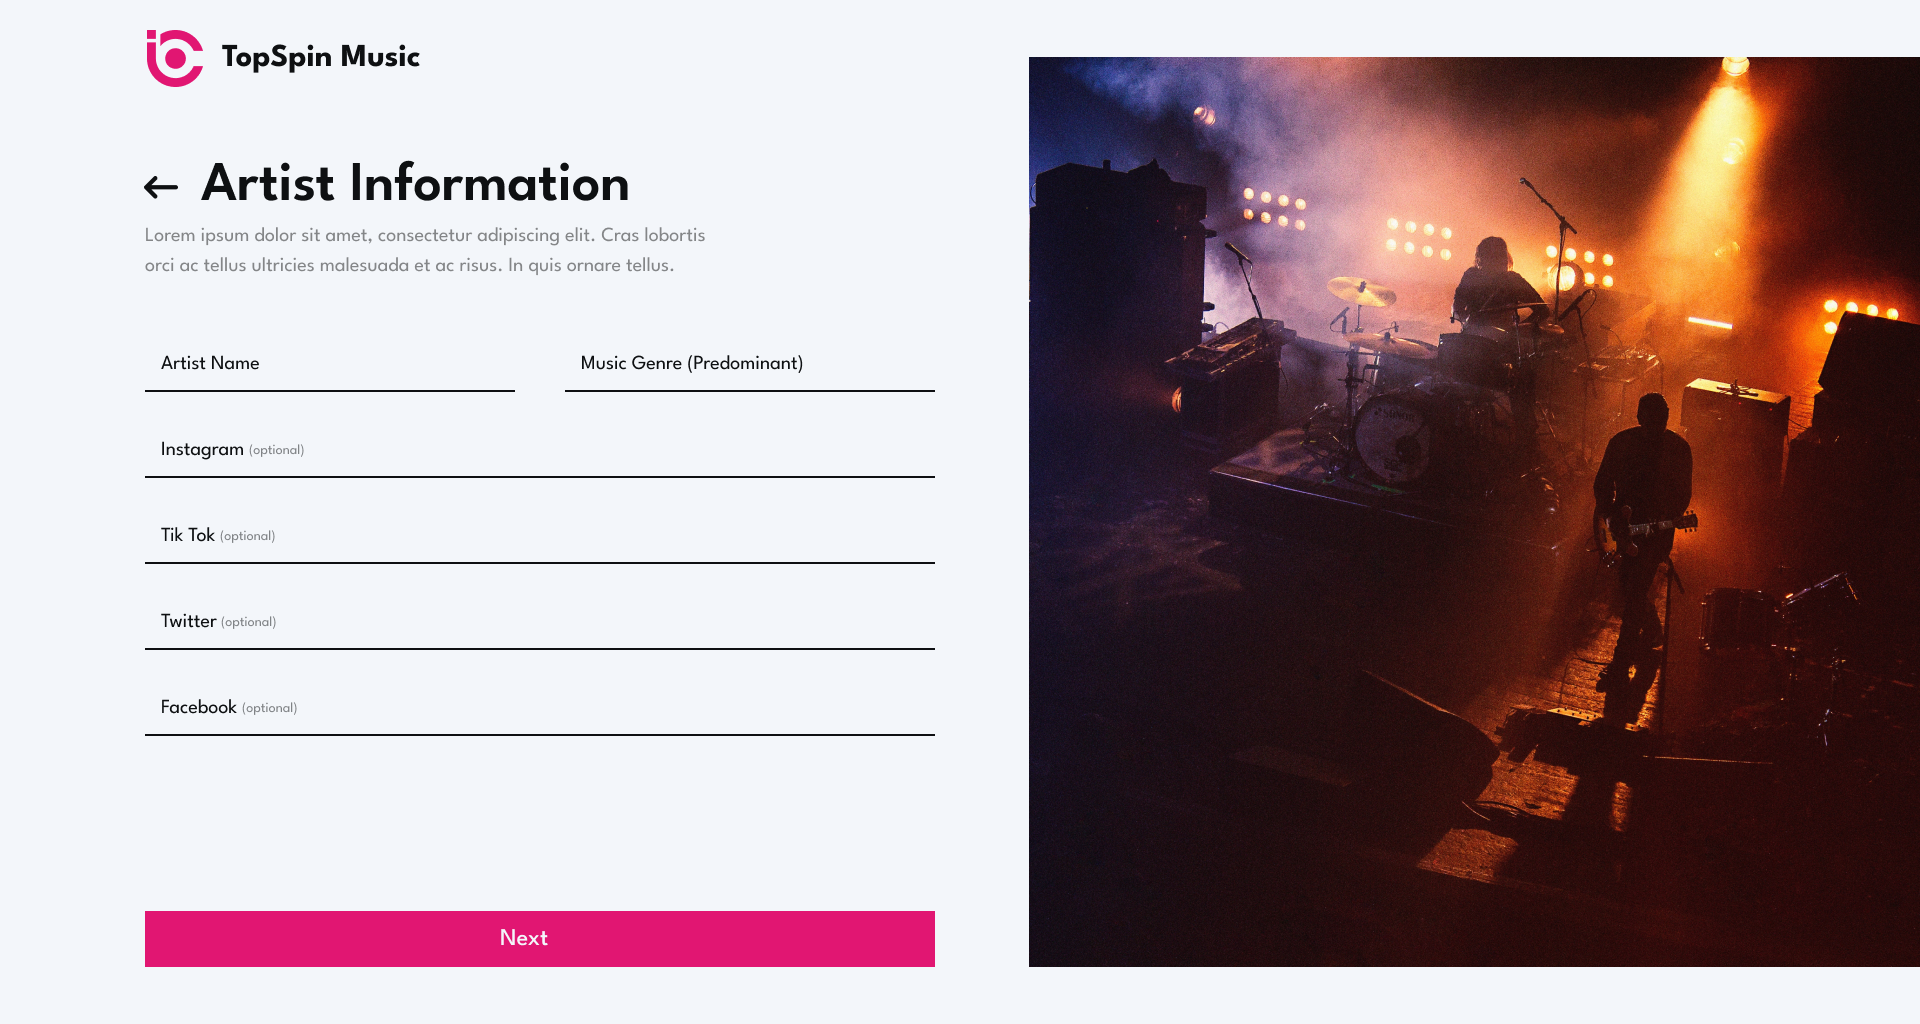 TopSpin Music
Artist Information
Lorem ipsum dolor sit amet, consectetur adipiscing elit. Cras lobortis
orci ac tellus ultricies malesuada et ac risus. In quis ornare tellus.
Artist Name
Music Genre (Predominant)
Instagram (optional)
Tik Tok (optional)
Twitter (optional)
Facebook (optional)
Next